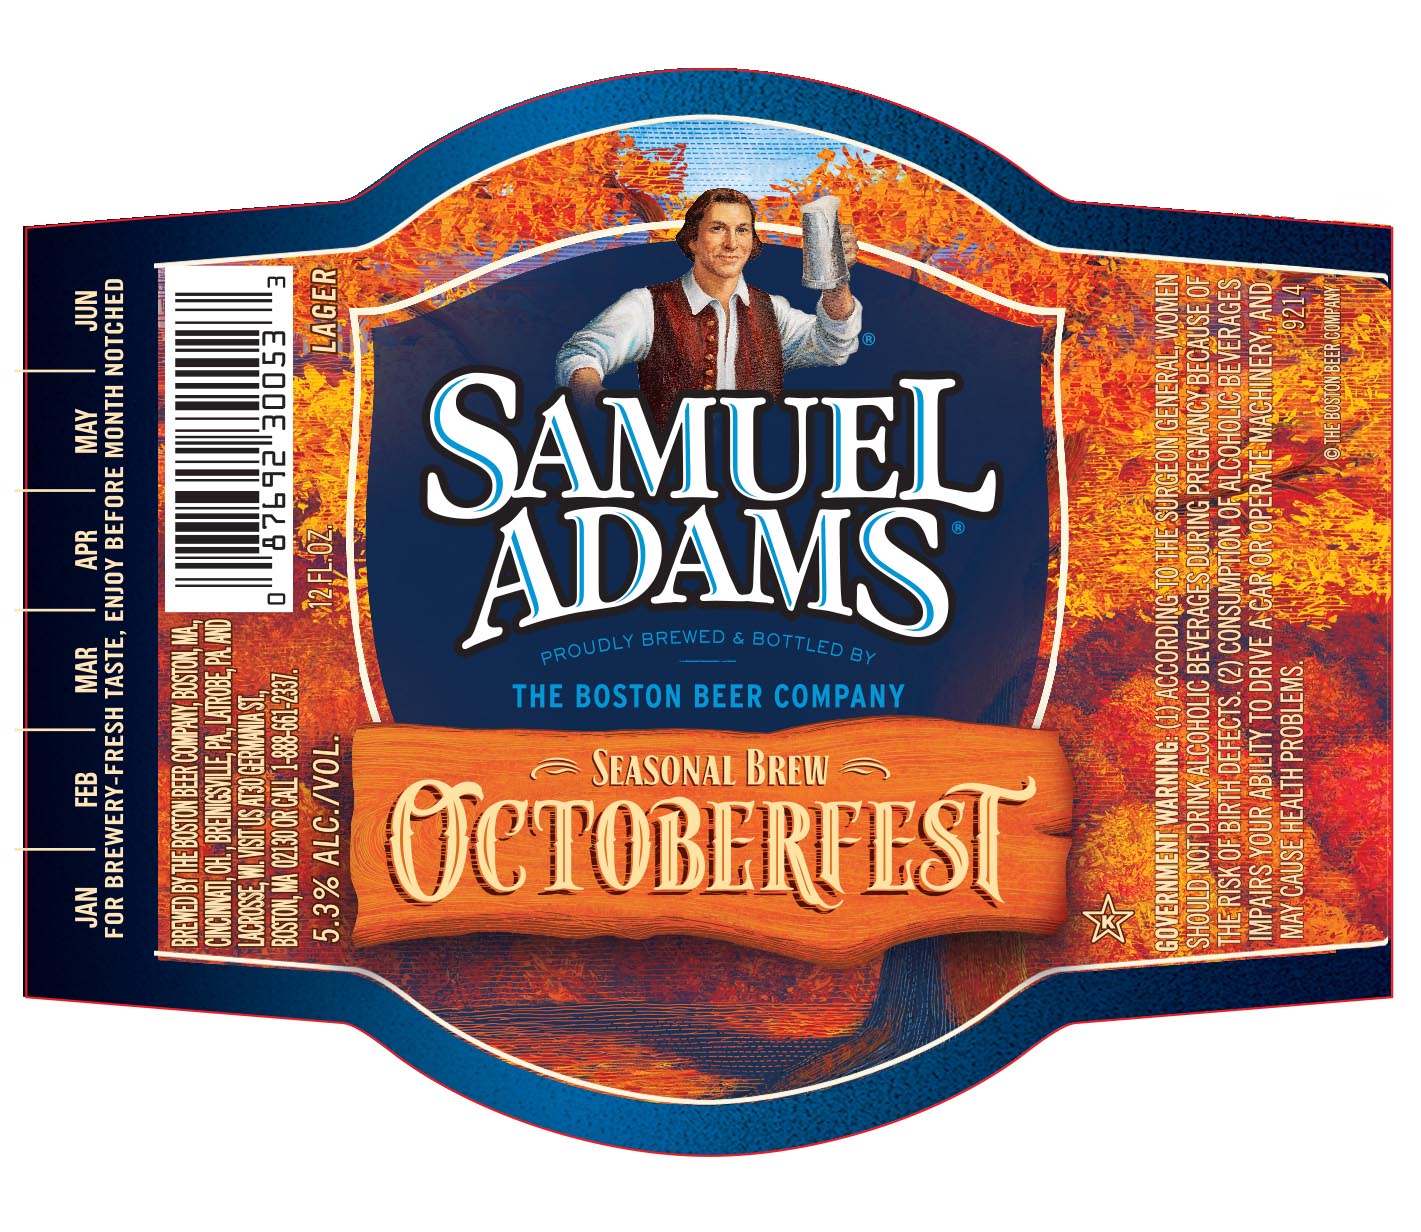 JAN FEB MAR APR MAY JUN
FOR BREWERY-FRESH TASTE, ENJOY BEFORE MONTH NOTCHED
BREWED BY THE BOSTON BEER COMPANY, BOSTON, MA.,
CINCINNATI, OH., BREINIGSVILLE, PA., LATROBE, PA. AND
LACROSSE, WI. VISIT US AT 30 GERMANIA ST.,
BOSTON, MA 02130 OR CALL 1-888-661-2337.
0 87692 30053 3
5.3% ALC./VOL. 12 FL. OZ. LAGER
®
SAMUEL
ADAMS®
PROUDLY BREWED & BOTTLED BY
THE BOSTON BEER COMPANY
SEASONAL BREW
OCTOBERFEST
K
GOVERNMENT WARNING: (1) ACCORDING TO THE SURGEON GENERAL, WOMEN
SHOULD NOT DRINK ALCOHOLIC BEVERAGES DURING PREGNANCY BECAUSE OF
THE RISK OF BIRTH DEFECTS. (2) CONSUMPTION OF ALCOHOLIC BEVERAGES
IMPAIRS YOUR ABILITY TO DRIVE A CAR OR OPERATE MACHINERY, AND
MAY CAUSE HEALTH PROBLEMS. 9214
© THE BOSTON BEER COMPANY